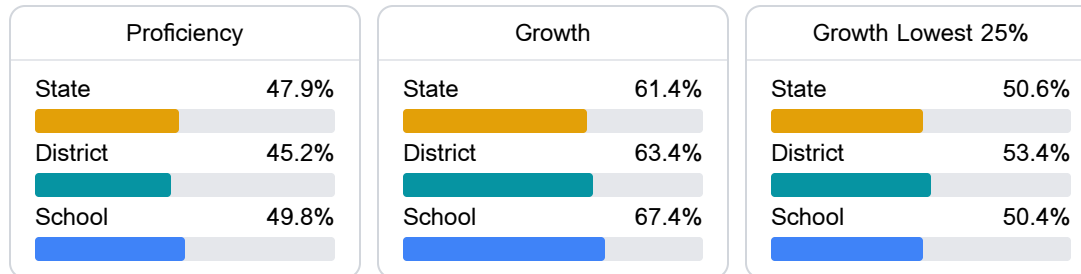 Proficiency
State 47.9%
District 45.2%
School 49.8%
Growth
State 61.4%
District 63.4%
School 67.4%
Growth Lowest 25%
State 50.6%
District 53.4%
School 50.4%